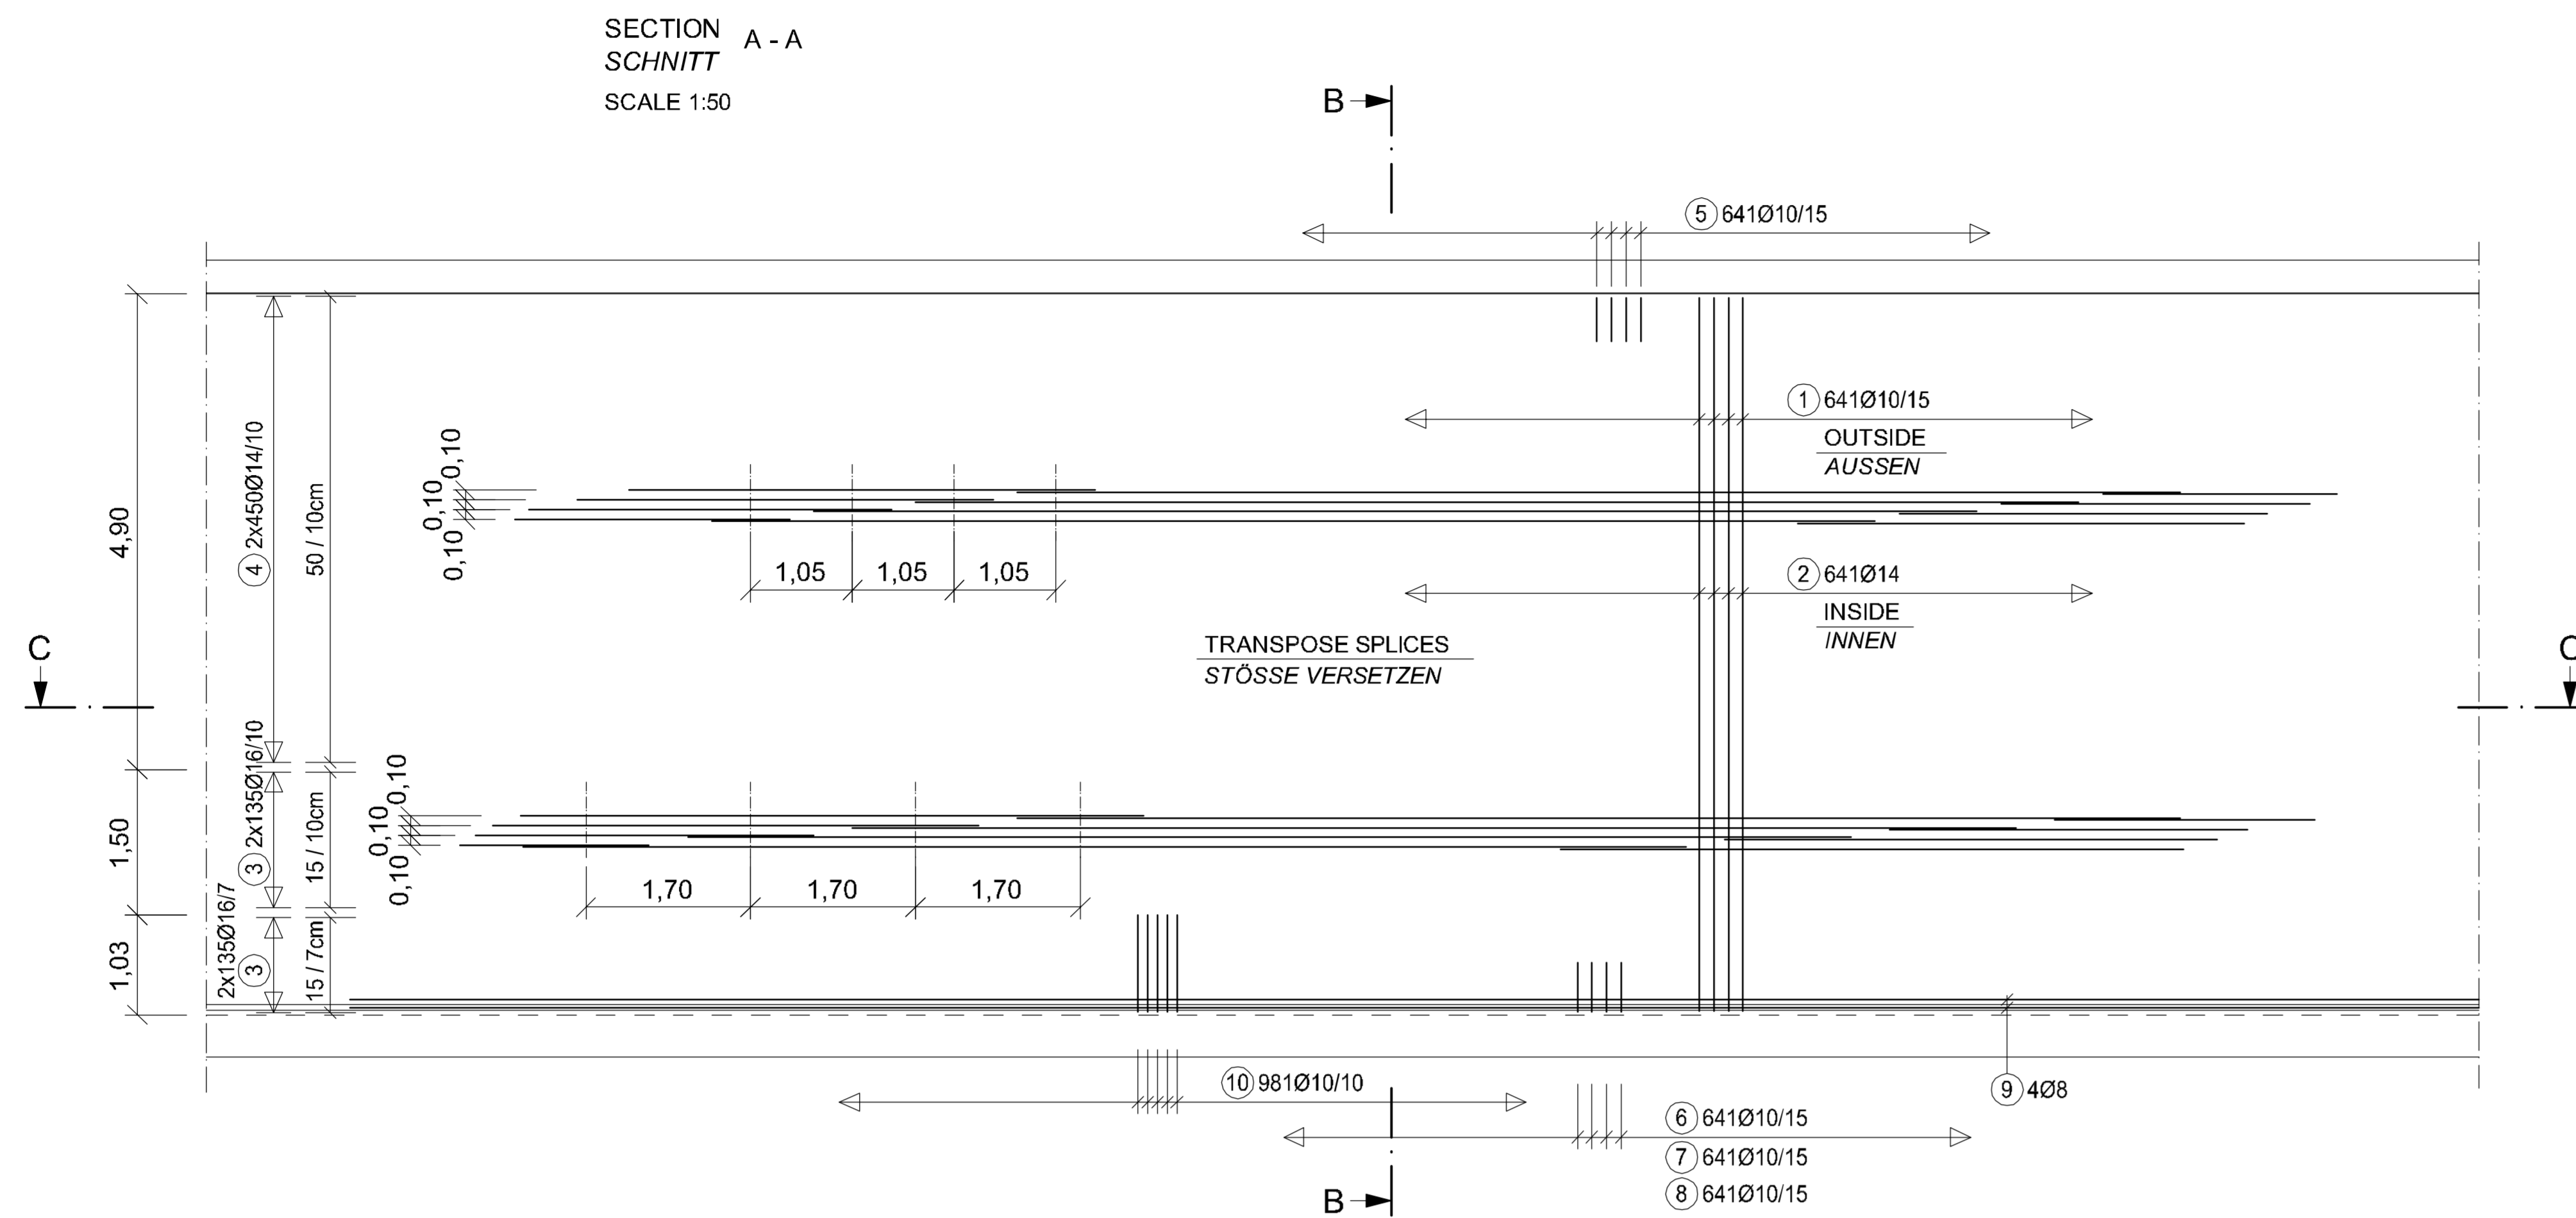 SECTION
SCHNITT
A - A
SCALE 1:50
B
5 641Ø10/15
1 641Ø10/15
OUTSIDE
AUSSEN
4 2x450Ø14/10
50 / 10cm
4,90
0,10
0,10
0,10
1,05 1,05 1,05
2 641Ø14
INSIDE
INNEN
TRANSPOSE SPLICES
STÖSSE VERSETZEN
C
C
3 2x135Ø16/10
15 / 10cm
1,50
0,10
0,10
0,10
1,70 1,70 1,70
2x135Ø16/7
3
15 / 7cm
1,03
10 981Ø10/10
9 4Ø8
6 641Ø10/15
7 641Ø10/15
8 641Ø10/15
B